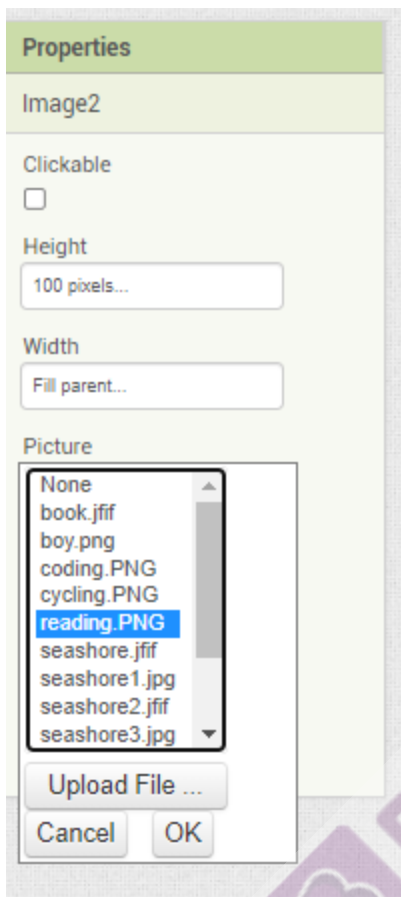 Properties
Image2
Clickable
Height
100 pixels...
Width
Fill parent...
Picture
None
book.jfif
boy.png
coding.PNG
cycling.PNG
reading.PNG
seashore.jfif
seashore1.jpg
seashore2.jfif
seashore3.jpg
Upload File ...
Cancel OK